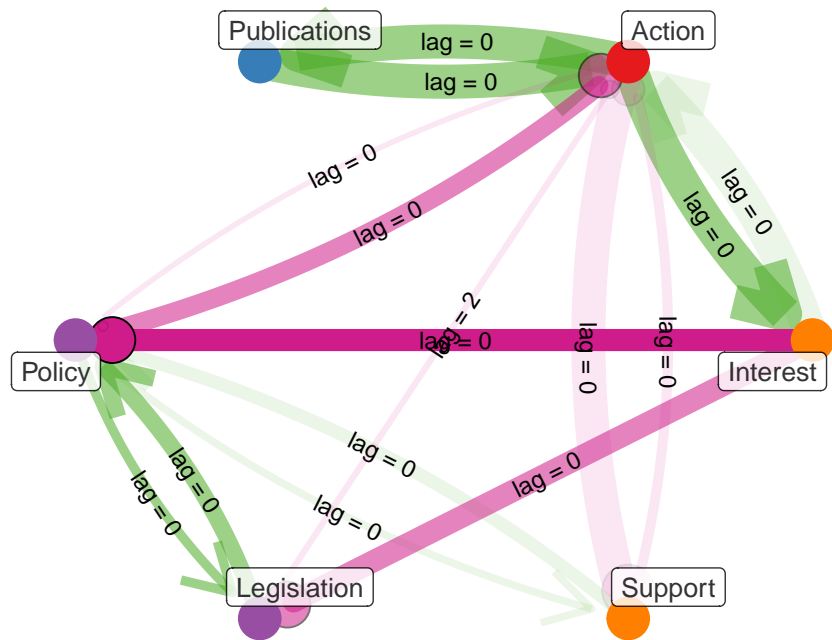 Publications
Action
lag = 0
lag = 0
lag = 0
lag = 0
lag = 0
lag = 0
lag = 2
lag = 0
lag = 0
lag = 0
Policy
Interest
lag = 0
lag = 0
lag = 0
lag = 0
lag = 0
Legislation
Support